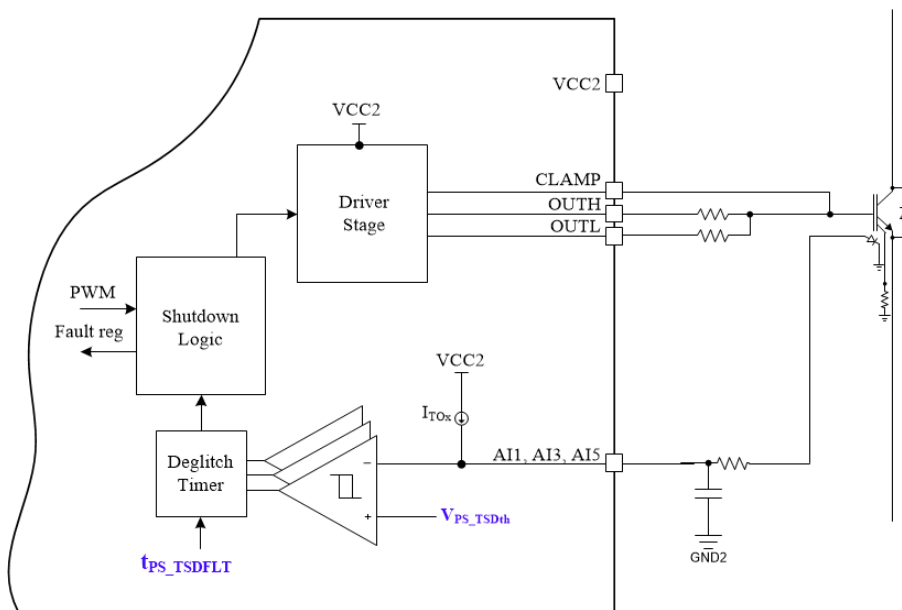 VCC2
VCC2
Driver
Stage
CLAMP
OUTH
OUTL
PWM
Fault reg
Shutdown
Logic
VCC2
ITOx
AI1, AI3, AI5
Deglitch
Timer
−
+
VPS_TSDth
tPS_TSDFLT
GND2